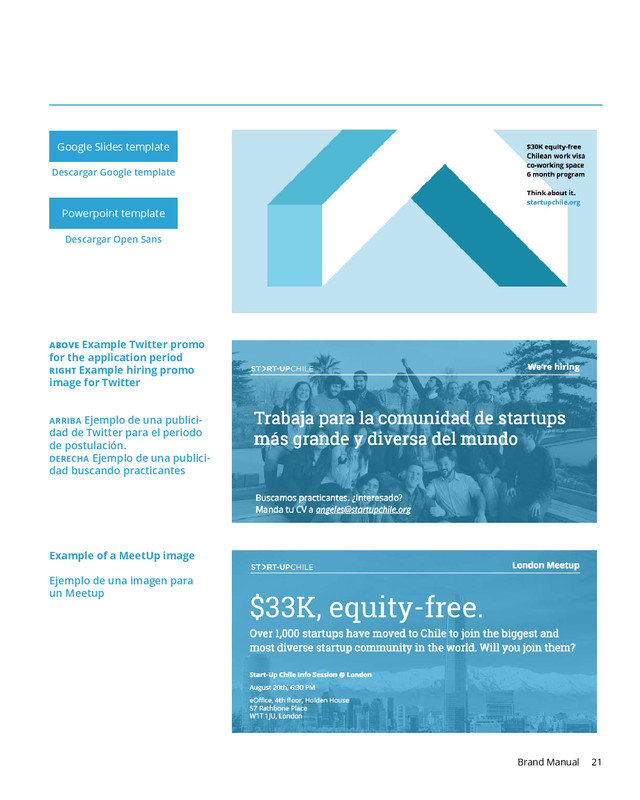 Google Slides template
Descargar Google template
Powerpoint template
Descargar Open Sans
$30K equity-free
Chilean work visa
co-working space
6 month program
Think about it.
startupchile.org
ABOVE Example Twitter promo
for the application period
RIGHT Example hiring promo
image for Twitter
ARRIBA Ejemplo de una publici-
dad de Twitter para el periodo
de postulación.
DERECHA Ejemplo de una publici-
dad buscando practicantes
START-UPCHILE
We're hiring
Trabaja para la comunidad de startups
más grande y diversa del mundo
Buscamos practicantes. ¿Interesado?
Manda tu CV a angeles@startupchile.org
Example of a MeetUp image
Ejemplo de una imagen para
un Meetup
START-UPCHILE
London Meetup
$33K, equity-free.
Over 1,000 startups have moved to Chile to join the biggest and
most diverse startup community in the world. Will you join them?
Start-Up Chile Info Session @ London
August 20th, 6:30 PM
eOffice, 4th floor, Holden House
57 Rathbone Place
W1T 1JU, London
Brand Manual 21